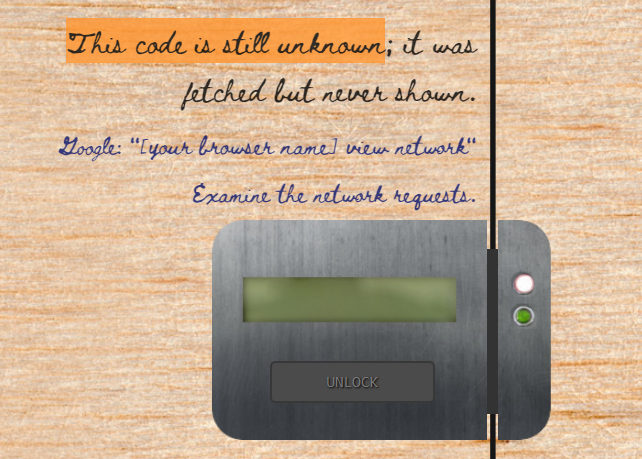 This code is still unknown; it was
fetched but never shown.
Google: "[your browser name] view network"
Examine the network requests.
UNLOCK